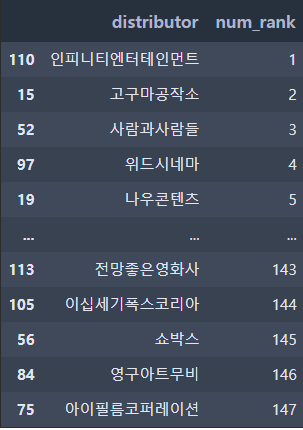 distributor num_rank
110 인피니티엔터테인먼트 1
15 고구마공작소 2
52 사람과사람들 3
97 위드시네마 4
19 나우콘텐츠 5
... ... ...
113 전망좋은영화사 143
105 이십세기폭스코리아 144
56 쇼박스 145
84 영구아트무비 146
75 아이필름코퍼레이션 147